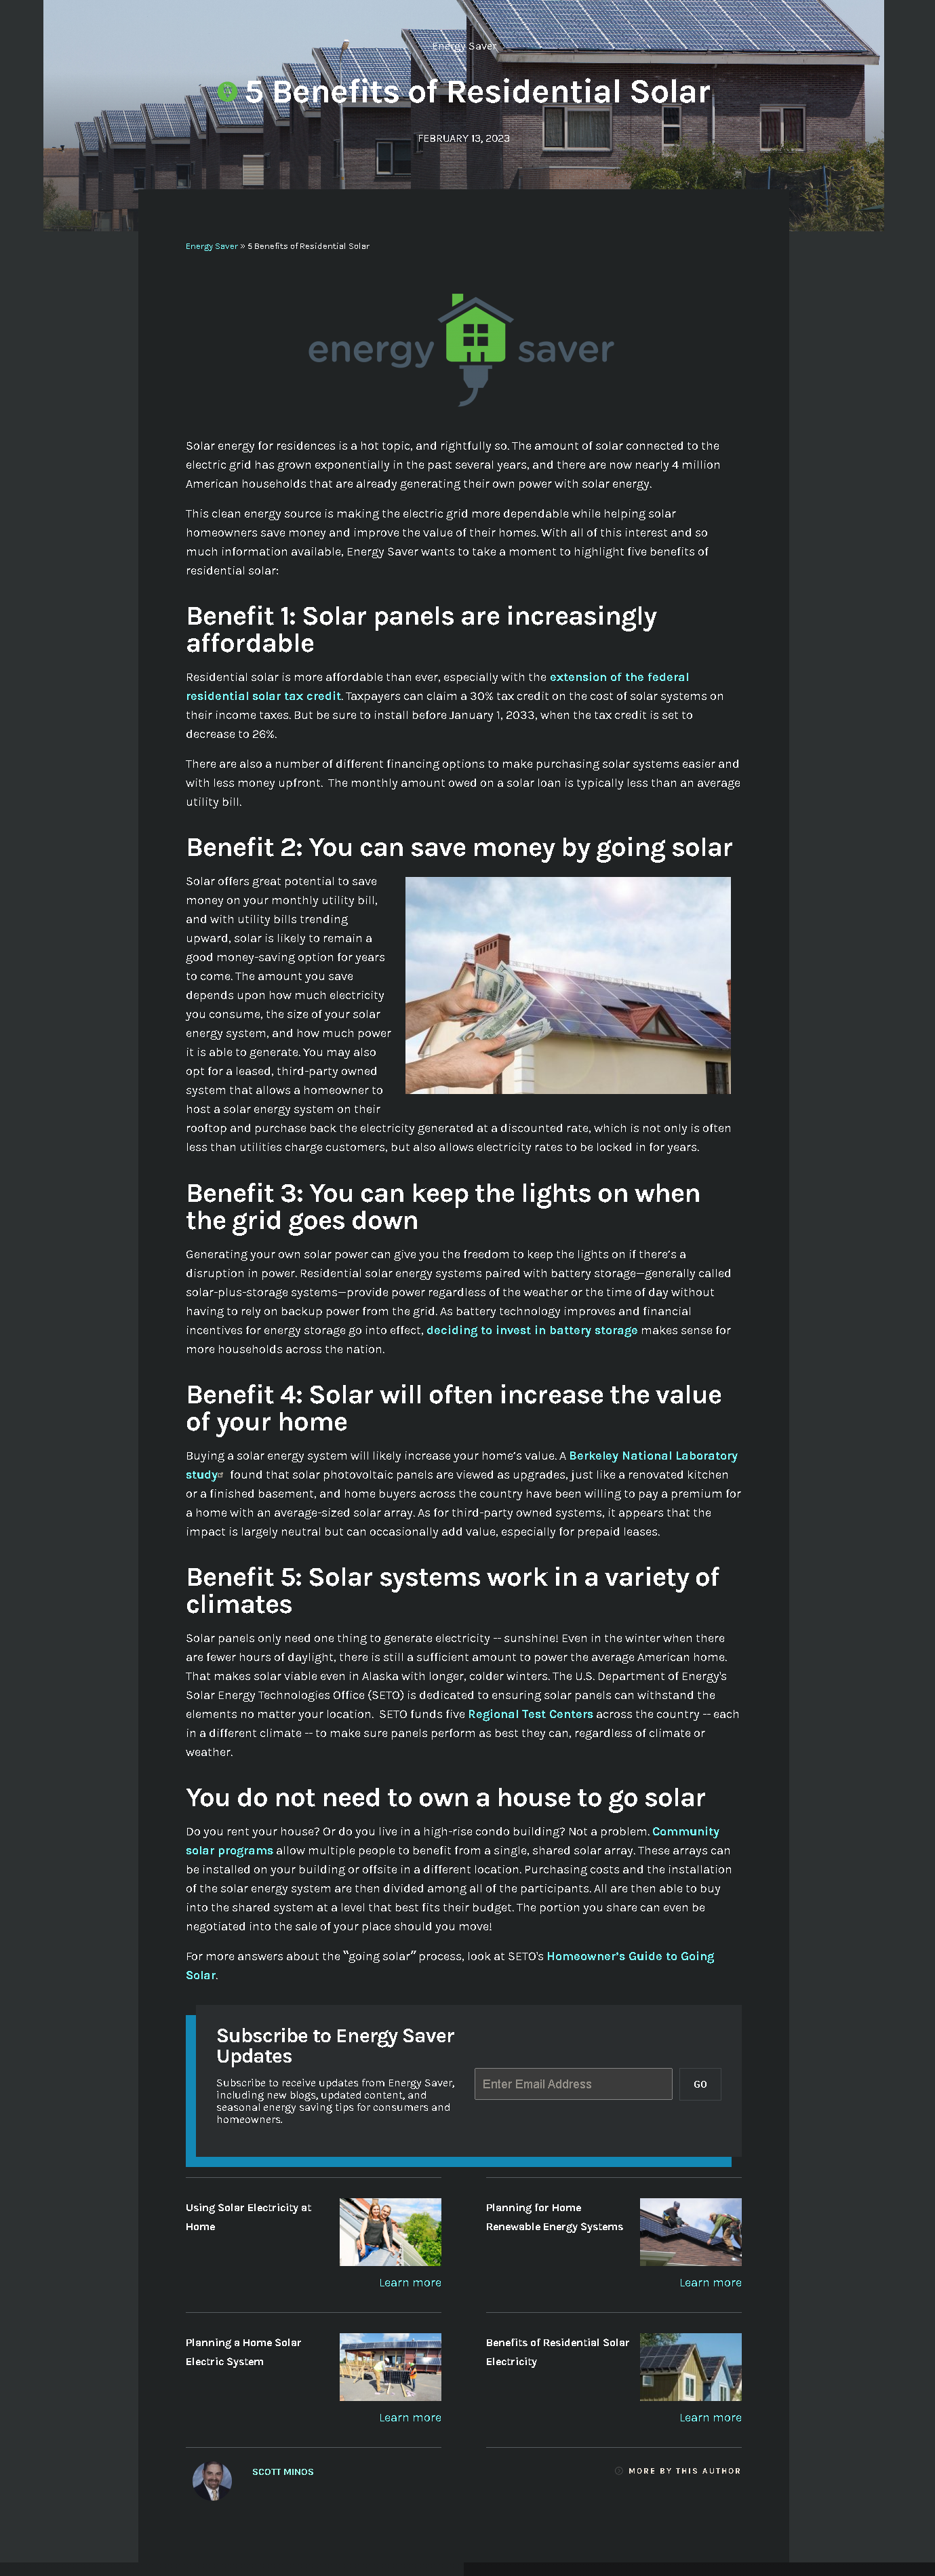 Energy Saver
5 Benefits of Residential Solar
FEBRUARY 13, 2023
Energy Saver » 5 Benefits of Residential Solar
energy saver
Solar energy for residences is a hot topic, and rightfully so. The amount of solar connected to the
electric grid has grown exponentially in the past several years, and there are now nearly 4 million
American households that are already generating their own power with solar energy.
This clean energy source is making the electric grid more dependable while helping solar
homeowners save money and improve the value of their homes. With all of this interest and so
much information available, Energy Saver wants to take a moment to highlight five benefits of
residential solar:
Benefit 1: Solar panels are increasingly
affordable
Residential solar is more affordable than ever, especially with the extension of the federal
residential solar tax credit. Taxpayers can claim a 30% tax credit on the cost of solar systems on
their income taxes. But be sure to install before January 1, 2033, when the tax credit is set to
decrease to 26%.
There are also a number of different financing options to make purchasing solar systems easier and
with less money upfront.  The monthly amount owed on a solar loan is typically less than an average
utility bill.
Benefit 2: You can save money by going solar
Solar offers great potential to save
money on your monthly utility bill,
and with utility bills trending
upward, solar is likely to remain a
good money-saving option for years
to come. The amount you save
depends upon how much electricity
you consume, the size of your solar
energy system, and how much power
it is able to generate. You may also
opt for a leased, third-party owned
system that allows a homeowner to
host a solar energy system on their
rooftop and purchase back the electricity generated at a discounted rate, which is not only is often
less than utilities charge customers, but also allows electricity rates to be locked in for years.
Benefit 3: You can keep the lights on when
the grid goes down
Generating your own solar power can give you the freedom to keep the lights on if there's a
disruption in power. Residential solar energy systems paired with battery storage—generally called
solar-plus-storage systems—provide power regardless of the weather or the time of day without
having to rely on backup power from the grid. As battery technology improves and financial
incentives for energy storage go into effect, deciding to invest in battery storage makes sense for
more households across the nation.
Benefit 4: Solar will often increase the value
of your home
Buying a solar energy system will likely increase your home's value. A Berkeley National Laboratory
study found that solar photovoltaic panels are viewed as upgrades, just like a renovated kitchen
or a finished basement, and home buyers across the country have been willing to pay a premium for
a home with an average-sized solar array. As for third-party owned systems, it appears that the
impact is largely neutral but can occasionally add value, especially for prepaid leases.
Benefit 5: Solar systems work in a variety of
climates
Solar panels only need one thing to generate electricity -- sunshine! Even in the winter when there
are fewer hours of daylight, there is still a sufficient amount to power the average American home.
That makes solar viable even in Alaska with longer, colder winters. The U.S. Department of Energy's
Solar Energy Technologies Office (SETO) is dedicated to ensuring solar panels can withstand the
elements no matter your location.  SETO funds five Regional Test Centers across the country -- each
in a different climate -- to make sure panels perform as best they can, regardless of climate or
weather.
You do not need to own a house to go solar
Do you rent your house? Or do you live in a high-rise condo building? Not a problem. Community
solar programs allow multiple people to benefit from a single, shared solar array. These arrays can
be installed on your building or offsite in a different location. Purchasing costs and the installation
of the solar energy system are then divided among all of the participants. All are then able to buy
into the shared system at a level that best fits their budget. The portion you share can even be
negotiated into the sale of your place should you move!
For more answers about the "going solar" process, look at SETO's Homeowner's Guide to Going
Solar.
Subscribe to Energy Saver
Updates
Subscribe to receive updates from Energy Saver,
including new blogs, updated content, and
seasonal energy saving tips for consumers and
homeowners.
Enter Email Address
GO
Using Solar Electricity at
Home
Learn more
Planning for Home
Renewable Energy Systems
Learn more
Planning a Home Solar
Electric System
Learn more
Benefits of Residential Solar
Electricity
Learn more
SCOTT MINOS
MORE BY THIS AUTHOR